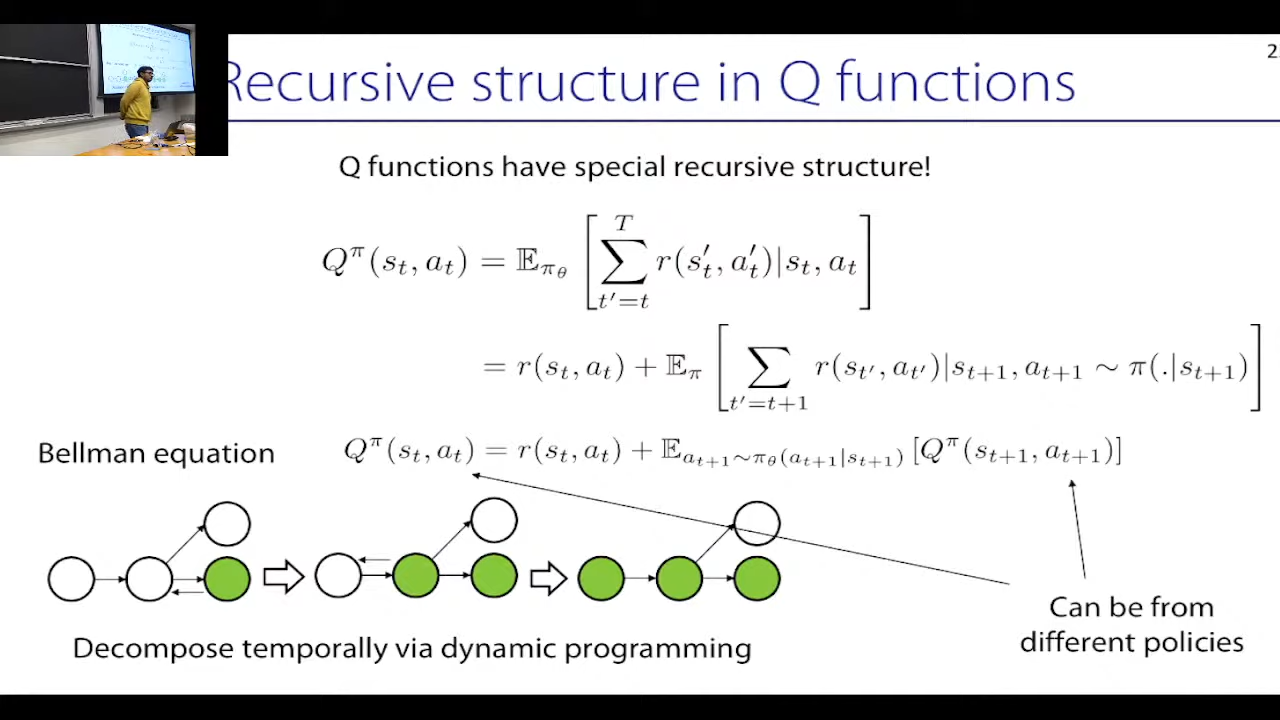 2
Recursive structure in Q functions
Q functions have special recursive structure!
Q^π(s_t, a_t) = 𝔼_{π_θ} [ ∑_{t'=t}^{T} r(s'_t, a'_t)|s_t, a_t ]
= r(s_t, a_t) + 𝔼_π [ ∑_{t'=t+1} r(s_{t'}, a_{t'})|s_{t+1}, a_{t+1} ∼ π(.|s_{t+1}) ]
Bellman equation
Q^π(s_t, a_t) = r(s_t, a_t) + 𝔼_{a_{t+1}∼π_θ(a_{t+1}|s_{t+1})} [Q^π(s_{t+1}, a_{t+1})]
Can be from
different policies
Decompose temporally via dynamic programming